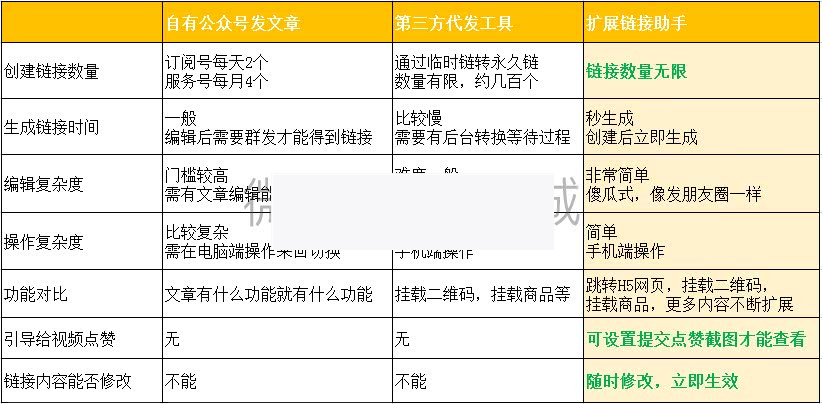 自有公众号发文章
第三方代发工具
扩展链接助手
创建链接数量
订阅号每天2个
服务号每月4个
通过临时链转永久链
数量有限，约几百个
链接数量无限
生成链接时间
一般
编辑后需要群发才能得到链接
比较慢
需要有后台转换等待过程
秒生成
创建后立即生成
编辑复杂度
门槛较高
需有文章编辑能
难度一般
非常简单
傻瓜式，像发朋友圈一样
操作复杂度
比较复杂
需在电脑端操作来回切换
手机端操作
简单
手机端操作
功能对比
文章有什么功能就有什么功能
挂载二维码，挂载商品等
跳转H5网页，挂载二维码，
挂载商品，更多内容不断扩展
引导给视频点赞
无
无
可设置提交点赞截图才能查看
链接内容能否修改
不能
不能
随时修改，立即生效